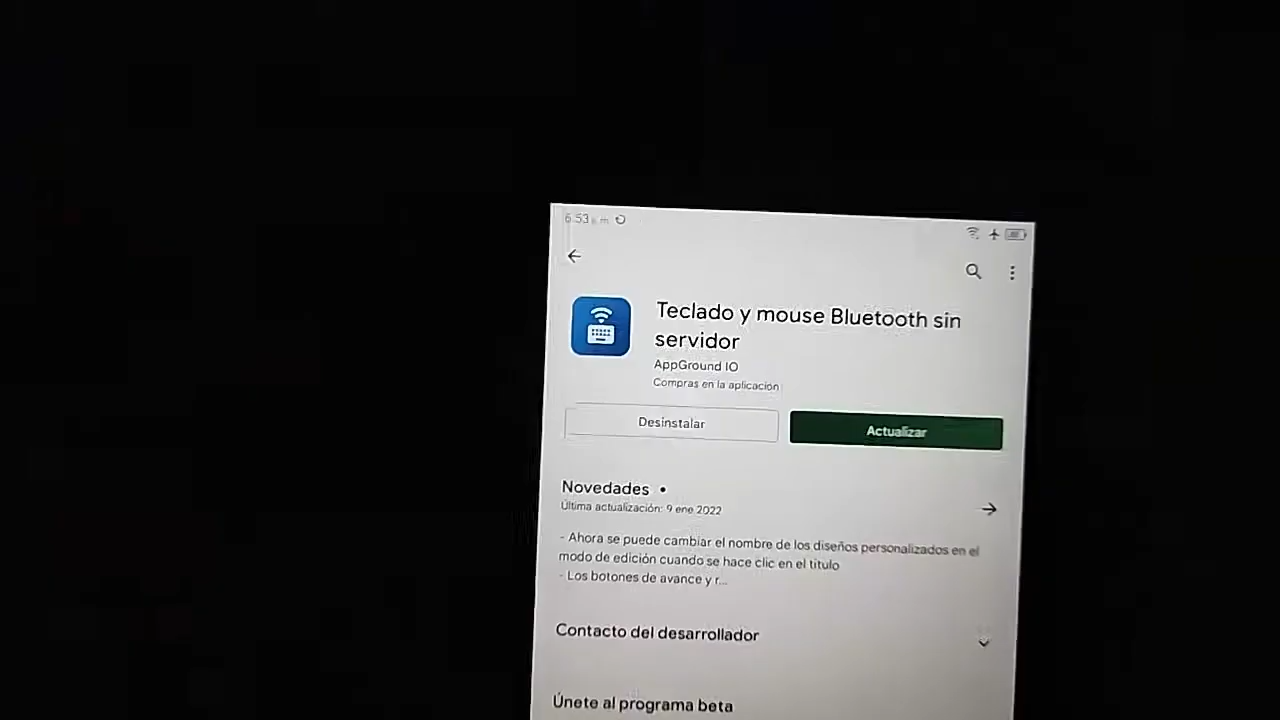 6:53
Teclado y mouse Bluetooth sin
servidor
AppGround IO
Compras en la aplicación
Desinstalar
Actualizar
Novedades •
Última actualización: 9 ene 2022
- Ahora se puede cambiar el nombre de los diseños personalizados en el
modo de edición cuando se hace clic en el titulo
- Los botones de avance y r...
Contacto del desarrollador
Únete al programa beta